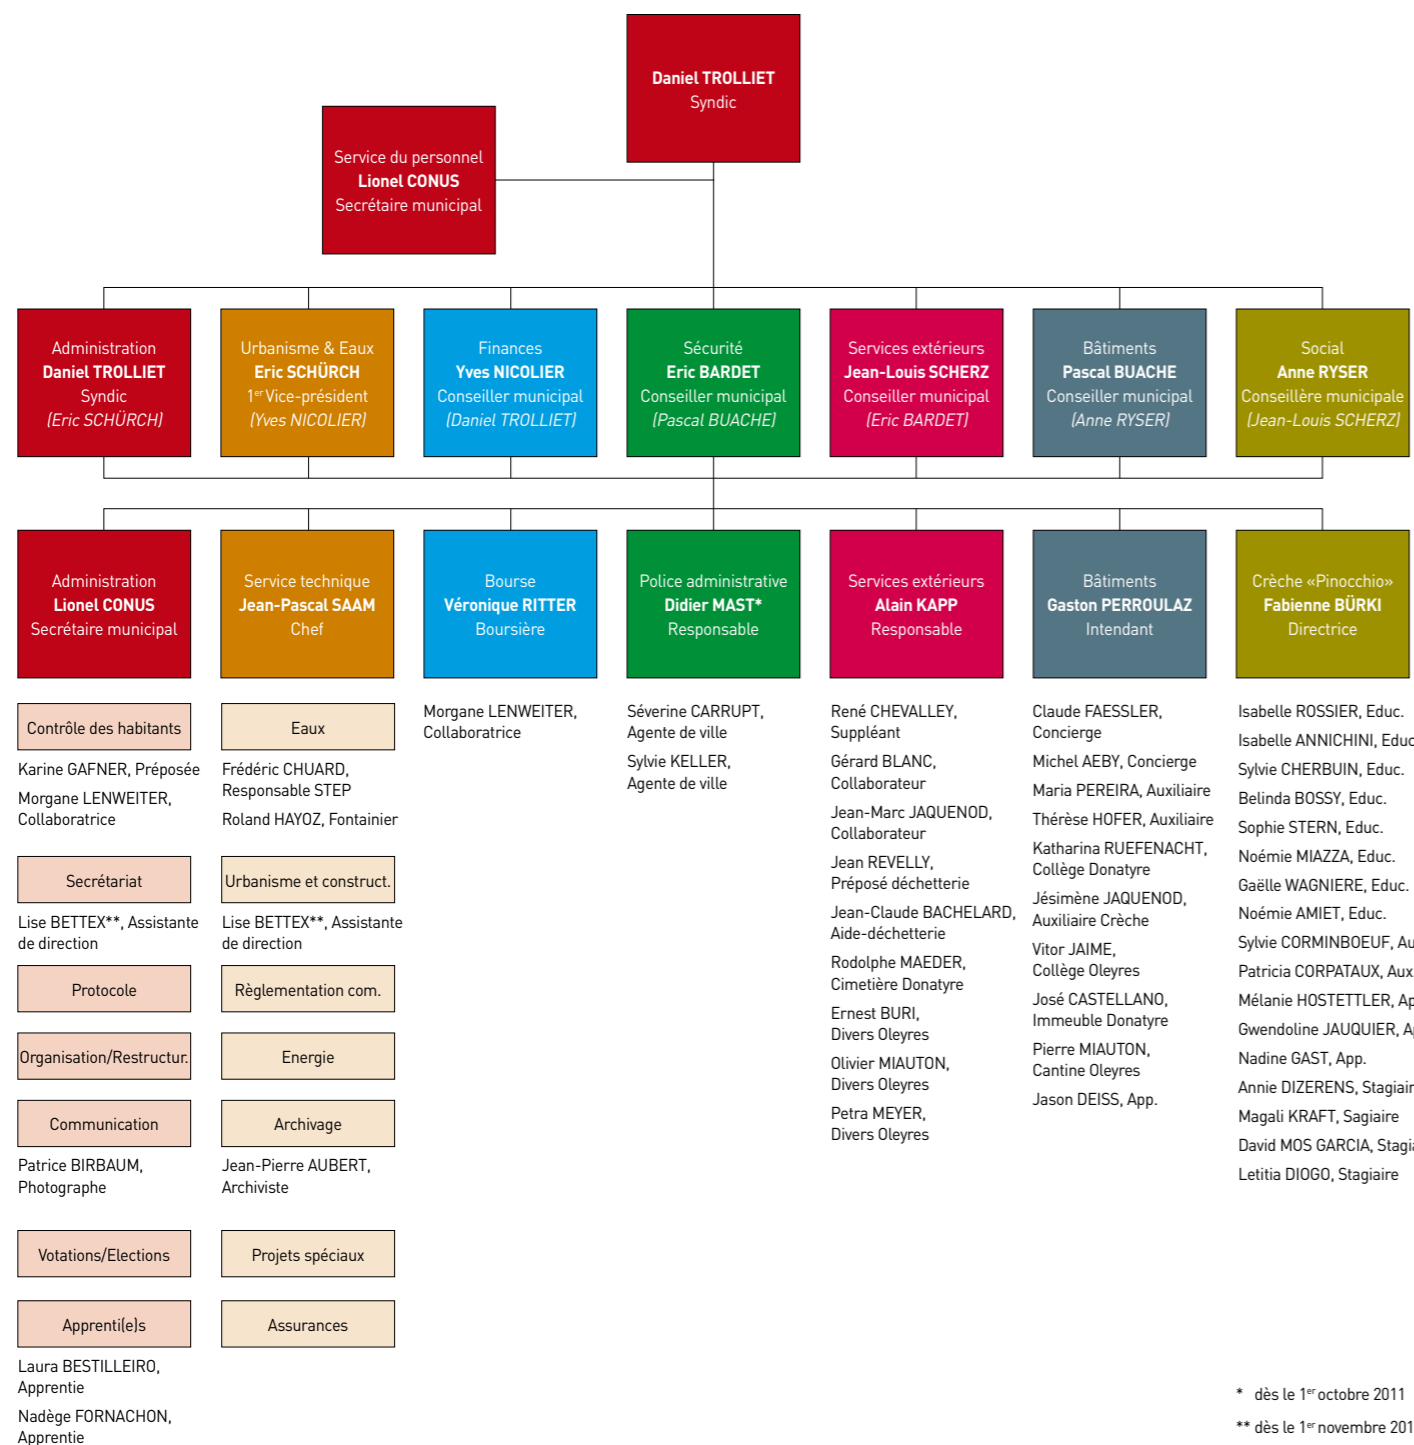 Daniel TROLLIET
Syndic
Service du personnel
Lionel CONUS
Secrétaire municipal
Administration
Daniel TROLLIET
Syndic
(Eric SCHÜRCH)
Urbanisme & Eaux
Eric SCHÜRCH
1er Vice-président
(Yves NICOLIER)
Finances
Yves NICOLIER
Conseiller municipal
(Daniel TROLLIET)
Sécurité
Eric BARDET
Conseiller municipal
(Pascal BUACHE)
Services extérieurs
Jean-Louis SCHERZ
Conseiller municipal
(Eric BARDET)
Bâtiments
Pascal BUACHE
Conseiller municipal
(Anne RYSER)
Social
Anne RYSER
Conseillère municipale
(Jean-Louis SCHERZ)
Administration
Lionel CONUS
Secrétaire municipal
Service technique
Jean-Pascal SAAM
Chef
Bourse
Véronique RITTER
Boursière
Police administrative
Didier MAST*
Responsable
Services extérieurs
Alain KAPP
Responsable
Bâtiments
Gaston PERROULAZ
Intendant
Crèche «Pinocchio»
Fabienne BÜRKI
Directrice
Contrôle des habitants
Karine GAFNER, Préposée
Morgane LENWEITER,
Collaboratrice
Secrétariat
Lise BETTEX**, Assistante
de direction
Protocole
Organisation/Restructur.
Communication
Patrice BIRBAUM,
Photographe
Votations/Elections
Apprenti(e)s
Laura BESTILLEIRO,
Apprentie
Nadège FORNACHON,
Apprentie
Eaux
Frédéric CHUARD,
Responsable STEP
Roland HAYOZ, Fontainier
Urbanisme et construct.
Lise BETTEX**, Assistante
de direction
Règlementation com.
Energie
Archivage
Jean-Pierre AUBERT,
Archiviste
Projets spéciaux
Assurances
Morgane LENWEITER,
Collaboratrice
Séverine CARRUPT,
Agente de ville
Sylvie KELLER,
Agente de ville
René CHEVALLEY,
Suppléant
Gérard BLANC,
Collaborateur
Jean-Marc JAQUENOD,
Collaborateur
Jean REVELLY,
Préposé déchetterie
Jean-Claude BACHELARD,
Aide-déchetterie
Rodolphe MAEDER,
Cimetière Donatyre
Ernest BURI,
Divers Oleyres
Olivier MIAUTON,
Divers Oleyres
Petra MEYER,
Divers Oleyres
Claude FAESSLER,
Concierge
Michel AEBY, Concierge
Maria PEREIRA, Auxiliaire
Thérèse HOFER, Auxiliaire
Katharina RUEFENACHT,
Collège Donatyre
Jésimène JAQUENOD,
Auxiliaire Crèche
Vitor JAIME,
Collège Oleyres
José CASTELLANO,
Immeuble Donatyre
Pierre MIAUTON,
Cantine Oleyres
Jason DEISS, App.
Isabelle ROSSIER, Educ.
Isabelle ANNICHINI, Educ
Sylvie CHERBUIN, Educ.
Belinda BOSSY, Educ.
Sophie STERN, Educ.
Noémie MIAZZA, Educ.
Gaëlle WAGNIERE, Educ.
Noémie AMIET, Educ.
Sylvie CORMINBOEUF, Au
Patricia CORPATAUX, Aux
Mélanie HOSTETTLER, Ap
Gwendoline JAUQUIER, A
Nadine GAST, App.
Annie DIZERENS, Stagiair
Magali KRAFT, Sagiaire
David MOS GARCIA, Stagia
Letitia DIOGO, Stagiaire
* dès le 1er octobre 2011
** dès le 1er novembre 201